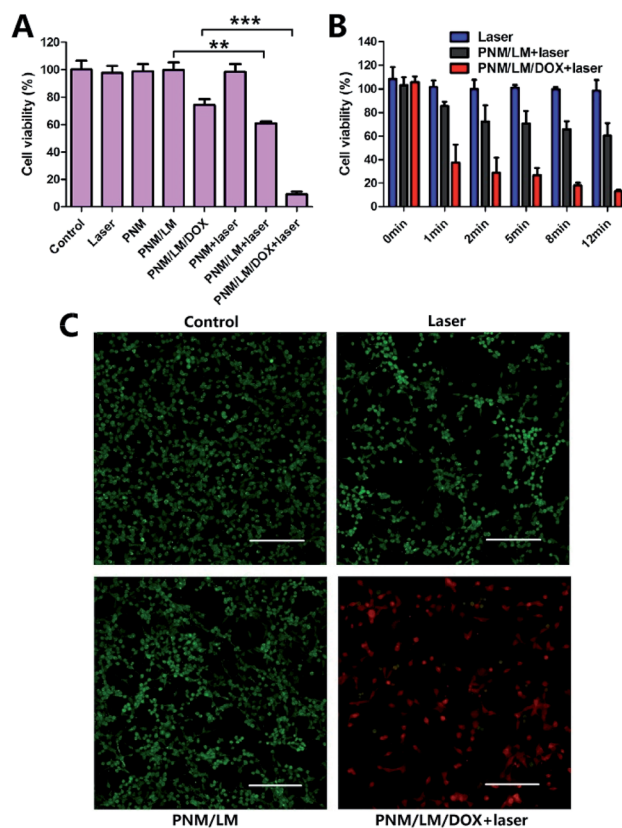 A
Cell viability (%)
120
100
80
60
40
20
0
**
***
Control
Laser
PNM
PNM/LM
PNM/LM/DOX
PNM+laser
PNM/LM+laser
PNM/LM/DOX+laser
B
Cell viability (%)
140
120
100
80
60
40
20
0
Laser
PNM/LM+laser
PNM/LM/DOX+laser
0min
1min
2min
5min
8min
12min
C
Control
Laser
PNM/LM
PNM/LM/DOX+laser